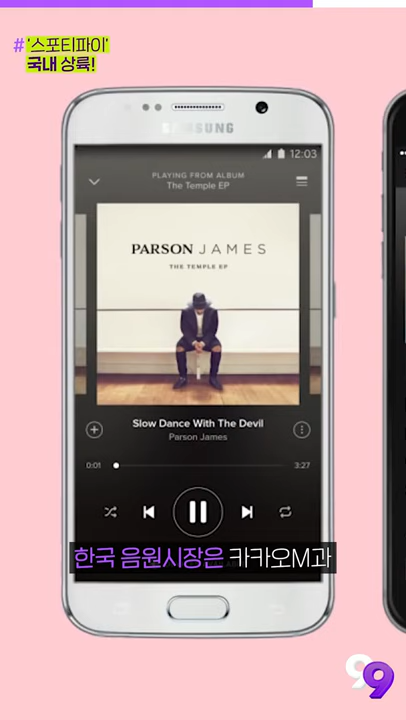 # '스포티파이'
국내 상륙!
SAMSUNG
12:03
PLAYING FROM ALBUM
The Temple EP
PARSON JAMES
THE TEMPLE EP
Slow Dance With The Devil
Parson James
0:01
3:27
한국 음원시장은 카카오M과
99